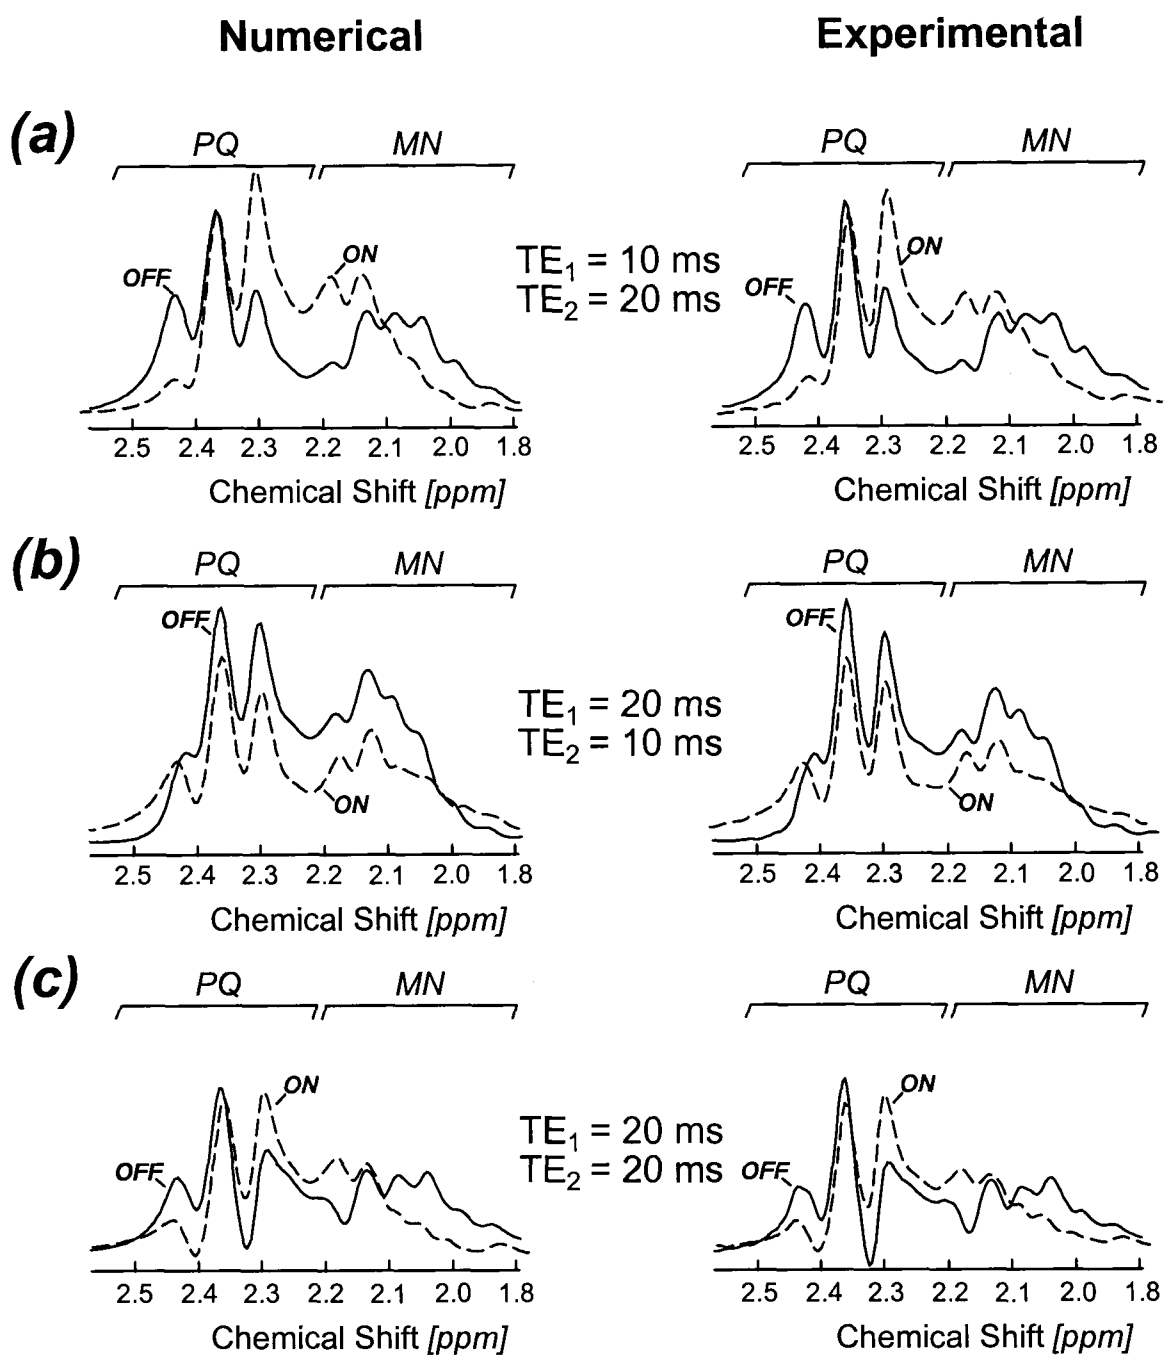 Numerical Experimental
(a)
PQ MN PQ MN
OFF ON TE₁ = 10 ms OFF ON
TE₂ = 20 ms
2.5 2.4 2.3 2.2 2.1 2.0 1.8 2.5 2.4 2.3 2.2 2.1 2.0 1.8
Chemical Shift [ppm] Chemical Shift [ppm]
(b)
PQ MN PQ MN
OFF OFF
TE₁ = 20 ms
TE₂ = 10 ms
ON ON
2.5 2.4 2.3 2.2 2.1 2.0 1.8 2.5 2.4 2.3 2.2 2.1 2.0 1.8
Chemical Shift [ppm] Chemical Shift [ppm]
(c)
PQ MN PQ MN
ON ON
TE₁ = 20 ms
OFF TE₂ = 20 ms OFF
2.5 2.4 2.3 2.2 2.1 2.0 1.8 2.5 2.4 2.3 2.2 2.1 2.0 1.8
Chemical Shift [ppm] Chemical Shift [ppm]